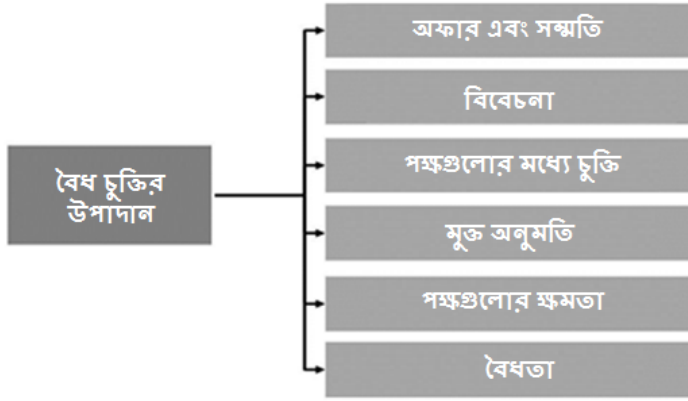 বৈধ চুক্তির
উপাদান
অফার এবং সম্মতি
বিবেচনা
পক্ষগুলোর মধ্যে চুক্তি
মুক্ত অনুমতি
পক্ষগুলোর ক্ষমতা
বৈধতা